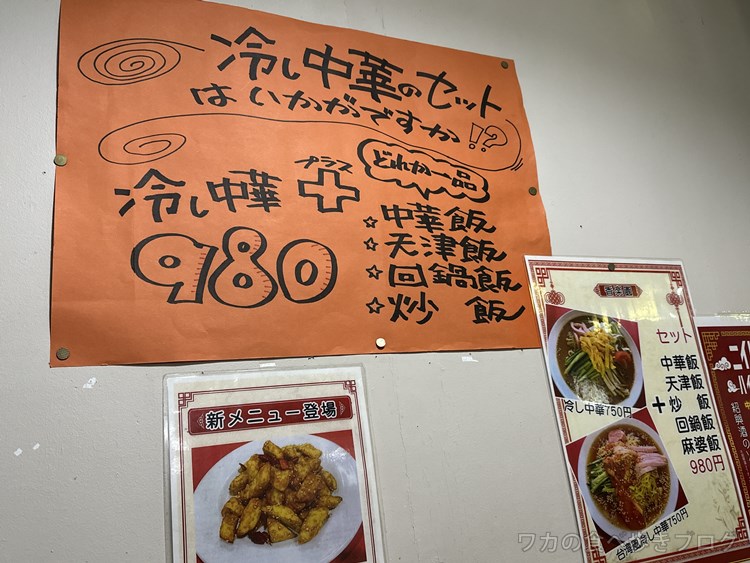 冷し中華のセット
はいかがですか!?
冷し中華
プラス
+
980
どれか一品
☆中華飯
☆天津飯
☆回鍋飯
☆炒 飯
新メニュー登場
セット
中華飯
天津飯
+炒 飯
回鍋飯
麻婆飯
980円
冷し中華750円
台湾風冷し中華750円
紹興酒の
ワカの食べ歩きブログ